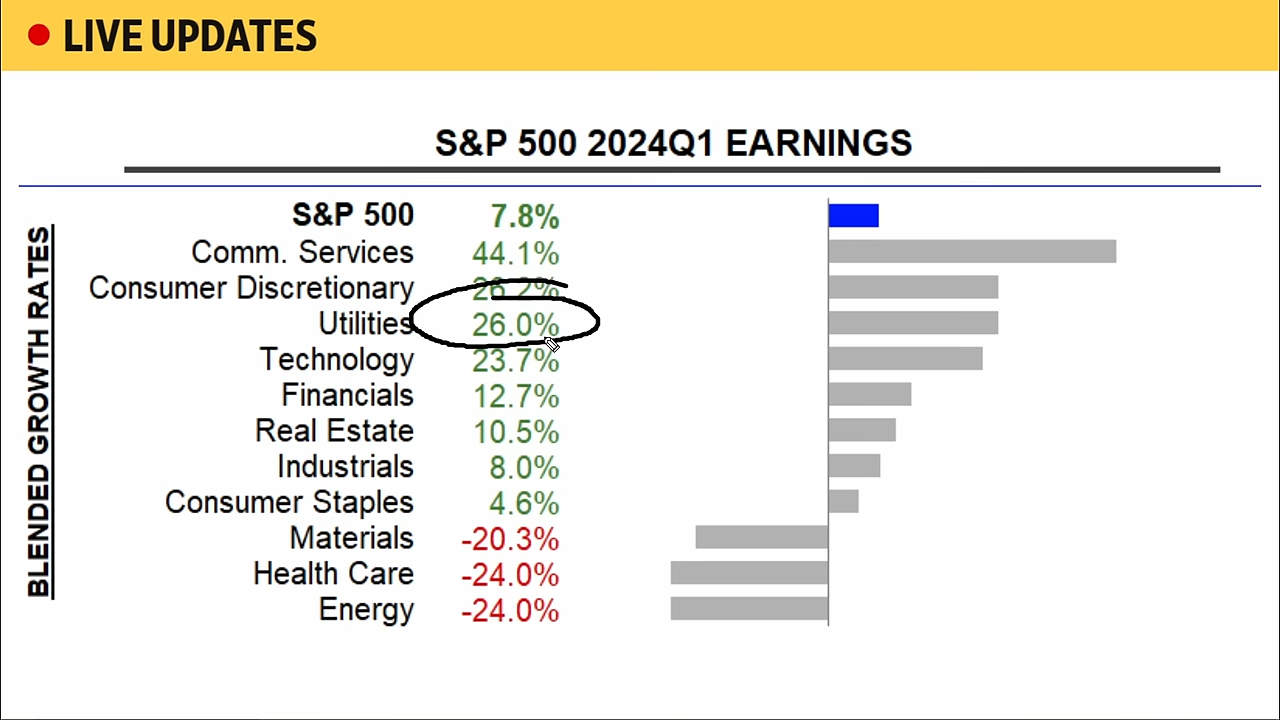 LIVE UPDATES
S&P 500 2024Q1 EARNINGS
BLENDED GROWTH RATES
S&P 500 7.8%
Comm. Services 44.1%
Consumer Discretionary 26.2%
Utilities 26.0%
Technology 23.7%
Financials 12.7%
Real Estate 10.5%
Industrials 8.0%
Consumer Staples 4.6%
Materials -20.3%
Health Care -24.0%
Energy -24.0%